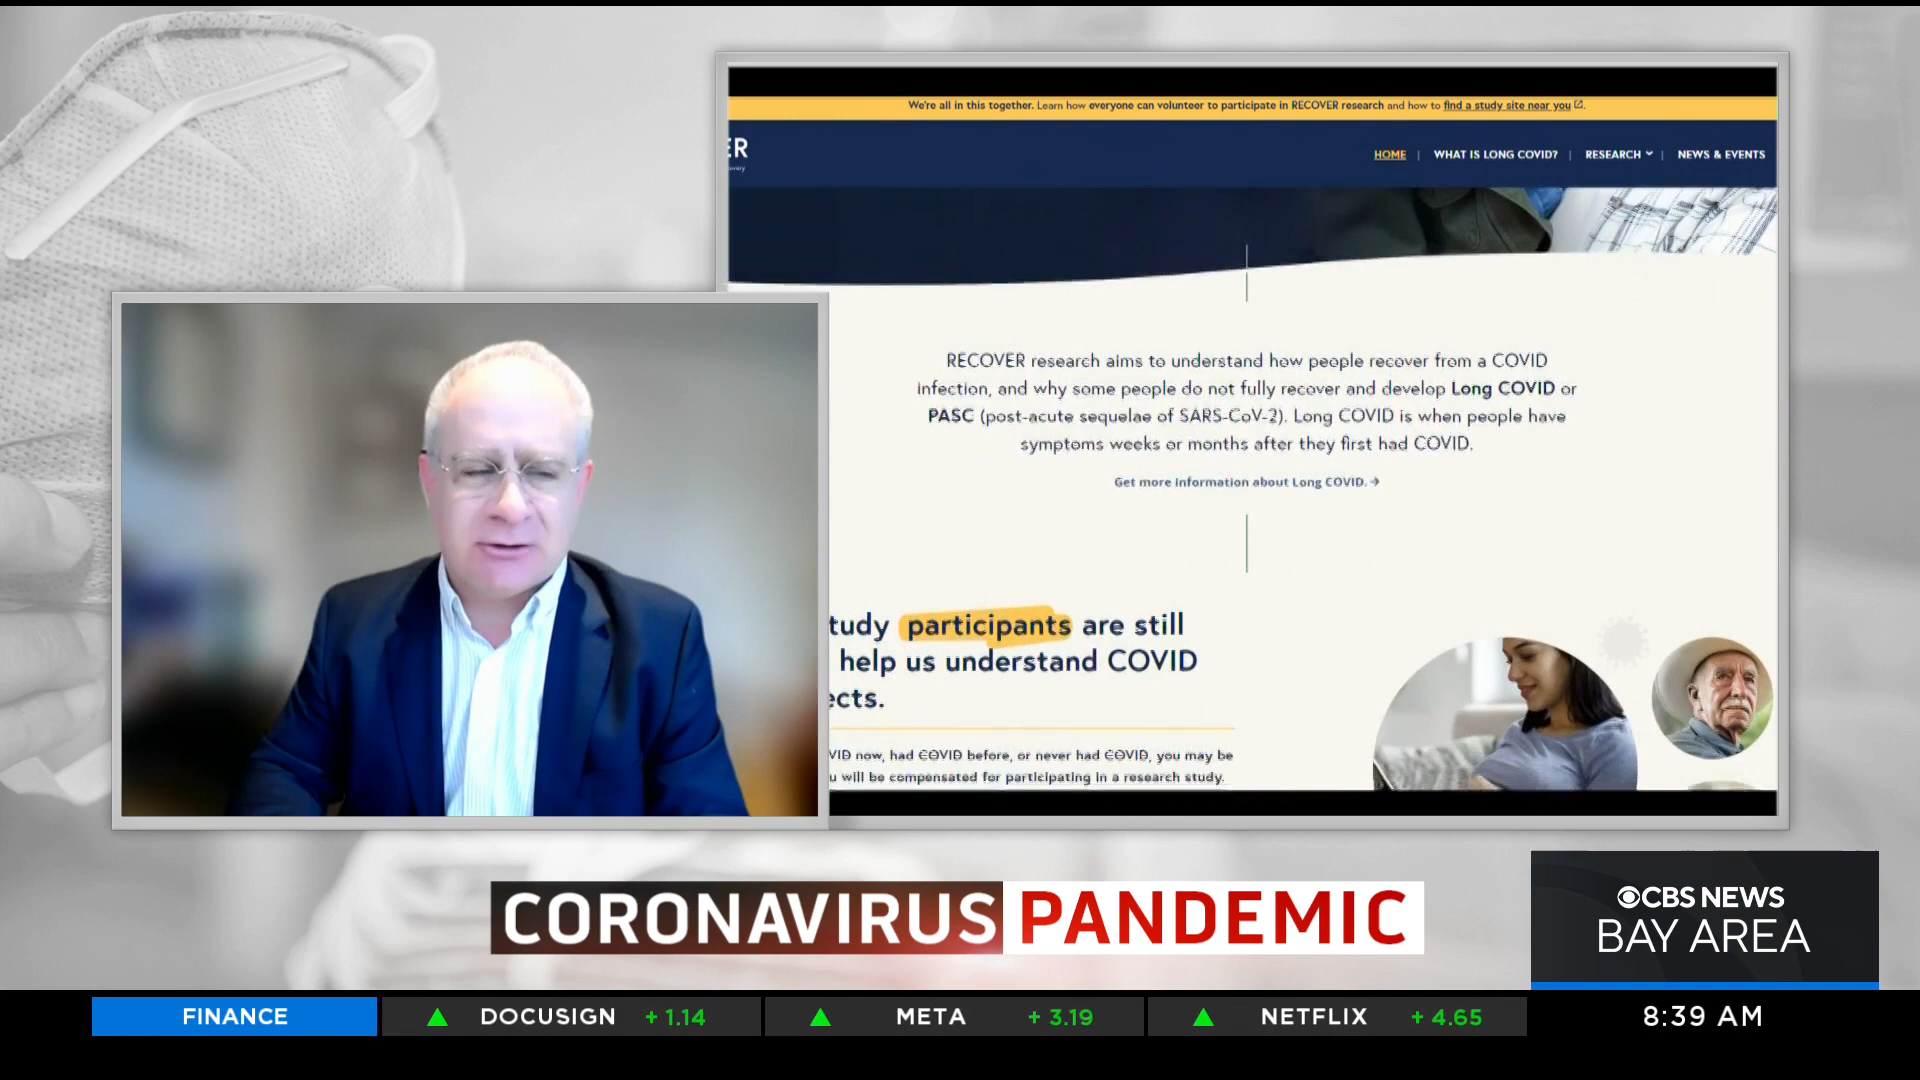 We're all in this together. Learn how everyone can volunteer to participate in RECOVER research and how to find a study site near you.
ER
overy
HOME | WHAT IS LONG COVID? | RESEARCH | NEWS & EVENTS
RECOVER research aims to understand how people recover from a COVID
infection, and why some people do not fully recover and develop Long COVID or
PASC (post-acute sequelae of SARS-CoV-2). Long COVID is when people have
symptoms weeks or months after they first had COVID.
Get more information about Long COVID. →
tudy participants are still
help us understand COVID
ects.
VID now, had COVID before, or never had COVID, you may be
u will be compensated for participating in a research study.
CORONAVIRUS PANDEMIC
CBS NEWS
BAY AREA
FINANCE ▲ DOCUSIGN + 1.14 ▲ META + 3.19 ▲ NETFLIX + 4.65 8:39 AM